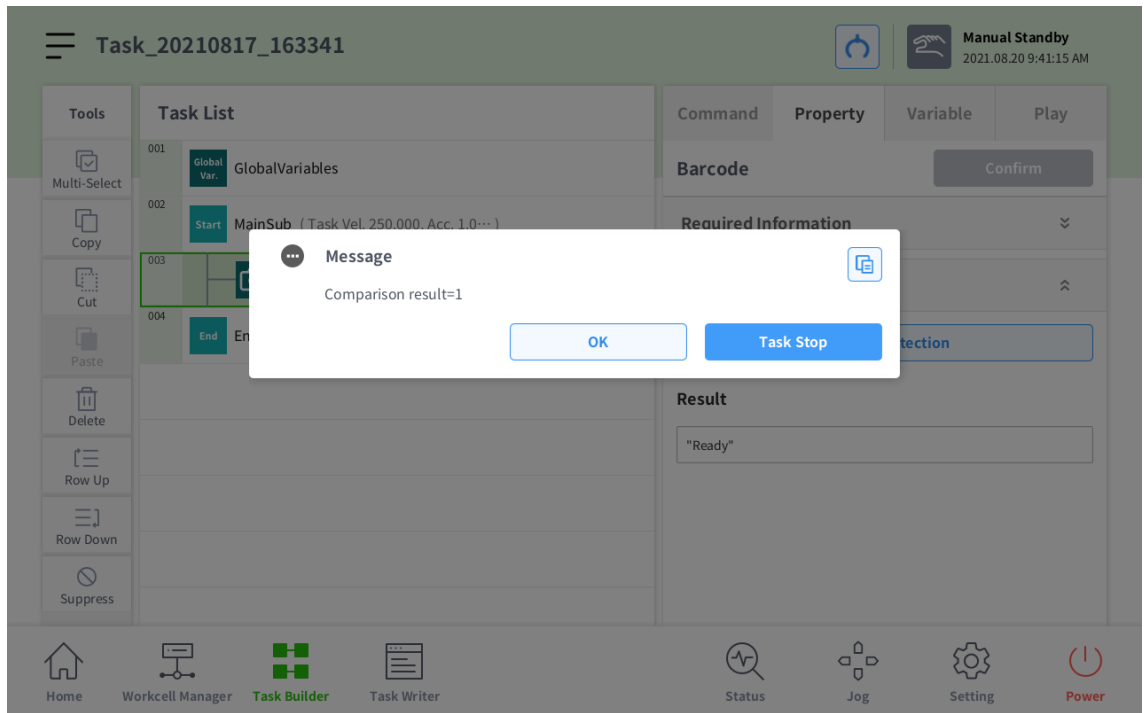 Task_20210817_163341
Manual Standby
2021.08.20 9:41:15 AM
Tools
Multi-Select
Copy
Cut
Paste
Delete
Row Up
Row Down
Suppress
Task List
001
Global Var.
GlobalVariables
002
Start
MainSub ( Task Vel. 250.000, Acc. 1.0… )
003
004
End
En
Command
Property
Variable
Play
Barcode
Confirm
Required Information
tection
Result
"Ready"
Message
Comparison result=1
OK
Task Stop
Home
Workcell Manager
Task Builder
Task Writer
Status
Jog
Setting
Power